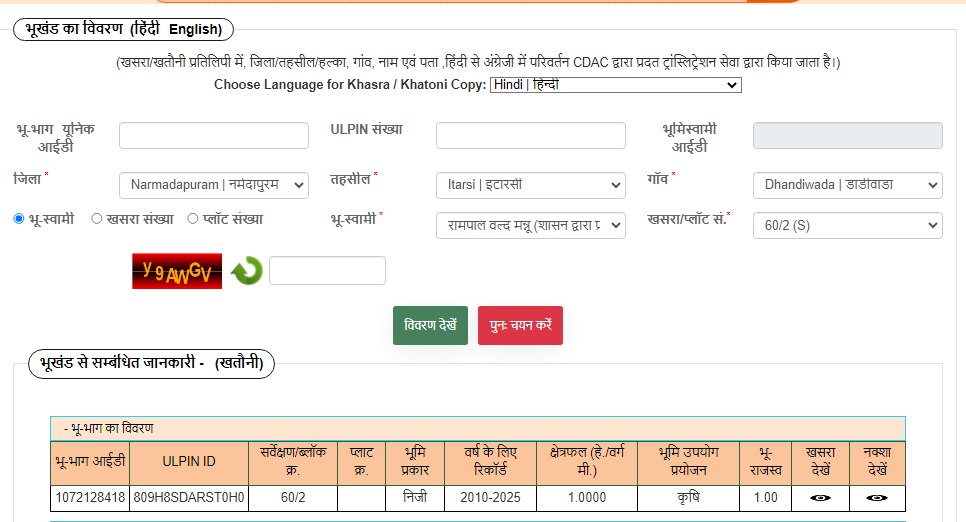 भूखंड का विवरण (हिंदी English)
(खसरा/खतौनी प्रतिलिपी में, जिला/तहसील/हल्का, गांव, नाम एवं पता ,हिंदी से अंग्रेजी में परिवर्तन CDAC द्वारा प्रदत ट्रांस्लिट्रेशन सेवा द्वारा किया जाता है।)
Choose Language for Khasra / Khatoni Copy: Hindi | हिन्दी
भू-भाग यूनिक आईडी ULPIN संख्या भूमिस्वामी आईडी
जिला * Narmadapuram | नर्मदापुरम तहसील * Itarsi | इटारसी गाँव * Dhandiwada | डाडीवाडा
भू-स्वामी खसरा संख्या प्लॉट संख्या भू-स्वामी * रामपाल वल्द मन्नू (शासन द्वारा प्र खसरा/प्लॉट सं.* 60/2 (S)
y9AWGV
विवरण देखें पुनः चयन करें
भूखंड से सम्बंधित जानकारी - (खतौनी)
- भू-भाग का विवरण
भू-भाग आईडी ULPIN ID सर्वेक्षण/ब्लॉक क्र. प्लाट क्र. भूमि प्रकार वर्ष के लिए रिकॉर्ड क्षेत्रफल (हे./वर्ग मी.) भूमि उपयोग प्रयोजन भू-राजस्व खसरा देखें नक्शा देखें
1072128418 809H8SDARST0H0 60/2 निजी 2010-2025 1.0000 कृषि 1.00